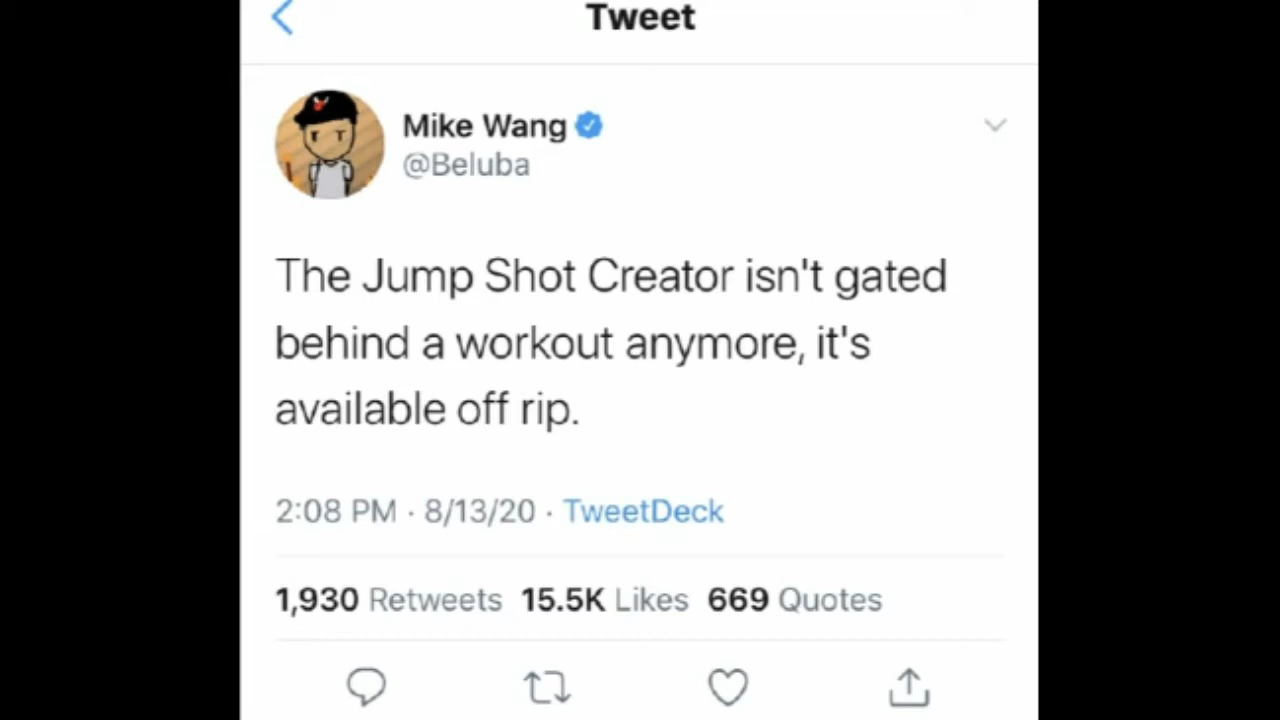 Tweet
Mike Wang
@Beluba
The Jump Shot Creator isn't gated
behind a workout anymore, it's
available off rip.
2:08 PM · 8/13/20 · TweetDeck
1,930 Retweets 15.5K Likes 669 Quotes